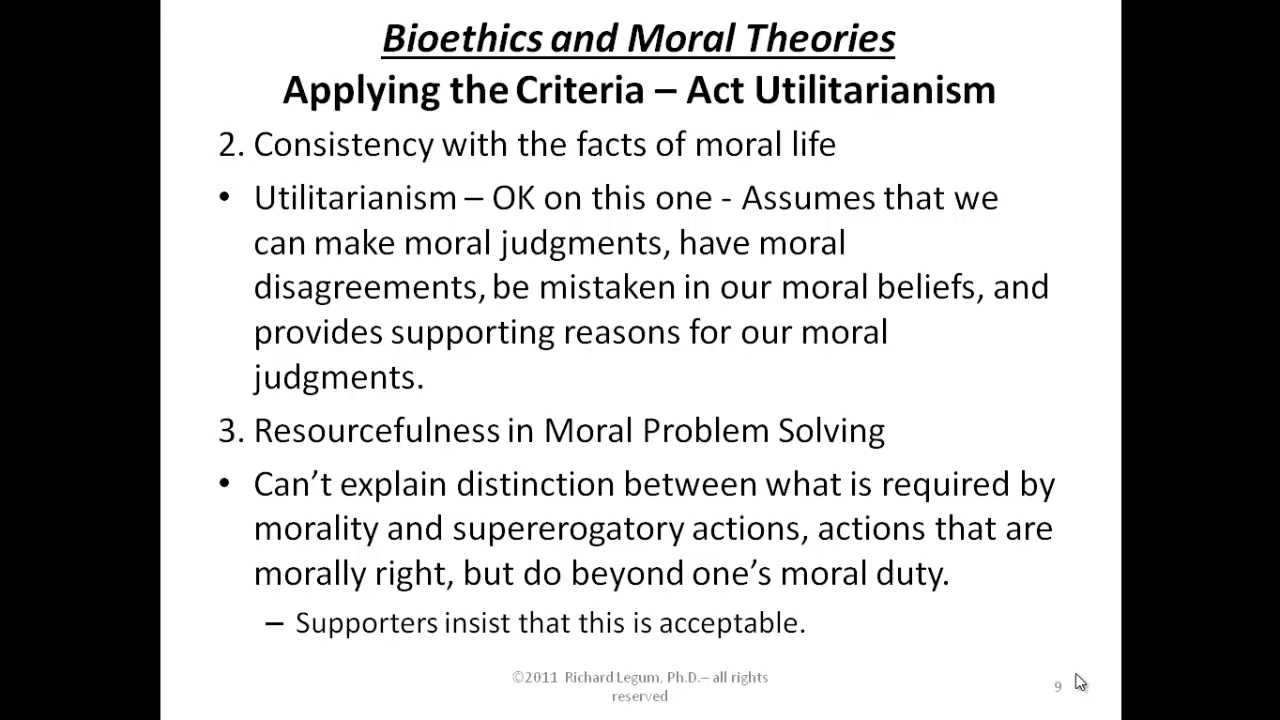 Bioethics and Moral Theories
Applying the Criteria – Act Utilitarianism
2. Consistency with the facts of moral life
• Utilitarianism – OK on this one - Assumes that we
can make moral judgments, have moral
disagreements, be mistaken in our moral beliefs, and
provides supporting reasons for our moral
judgments.
3. Resourcefulness in Moral Problem Solving
• Can’t explain distinction between what is required by
morality and supererogatory actions, actions that are
morally right, but do beyond one’s moral duty.
– Supporters insist that this is acceptable.
©2011 Richard Legum, Ph.D.– all rights
reserved
9